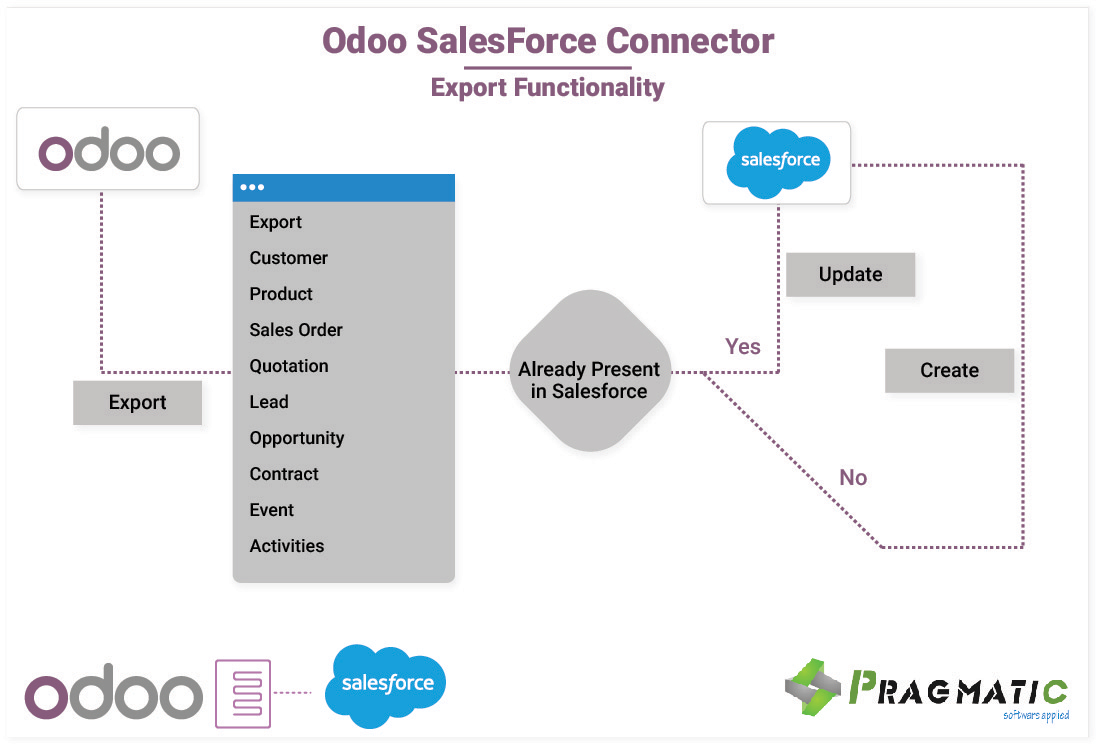 Odoo SalesForce Connector
Export Functionality
odoo
salesforce
Export
Customer
Product
Sales Order
Quotation
Lead
Opportunity
Contract
Event
Activities
Export
Already Present
in Salesforce
Yes
Update
Create
No
odoo
salesforce
PRAGMATIC
software applied